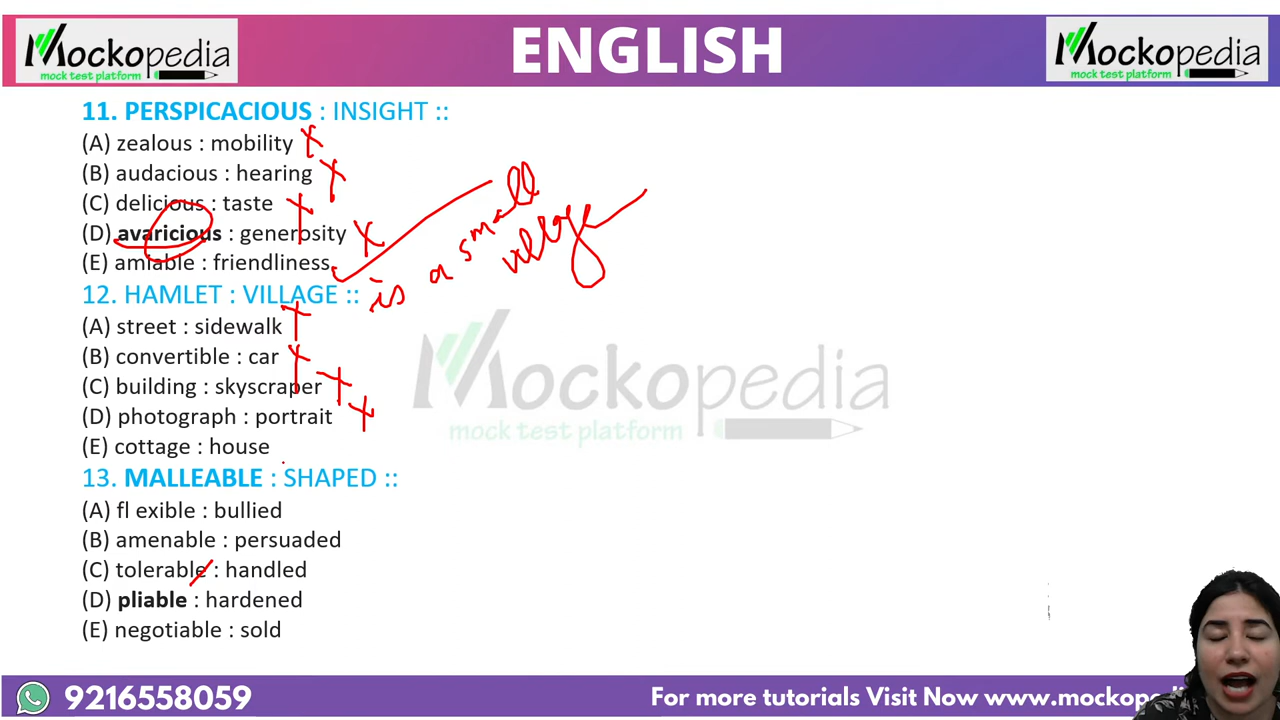 Mockopedia
mock test platform
ENGLISH
Mockopedia
mock test platform
11. PERSPICACIOUS : INSIGHT ::
(A) zealous : mobility
(B) audacious : hearing
(C) delicious : taste
(D) avaricious : generosity
(E) amiable : friendliness
is a small
village
12. HAMLET : VILLAGE ::
(A) street : sidewalk
(B) convertible : car
(C) building : skyscraper
(D) photograph : portrait
(E) cottage : house
Mockopedia
mock test platform
13. MALLEABLE : SHAPED ::
(A) fl exible : bullied
(B) amenable : persuaded
(C) tolerable : handled
(D) pliable : hardened
(E) negotiable : sold
9216558059
For more tutorials Visit Now www.mockoped